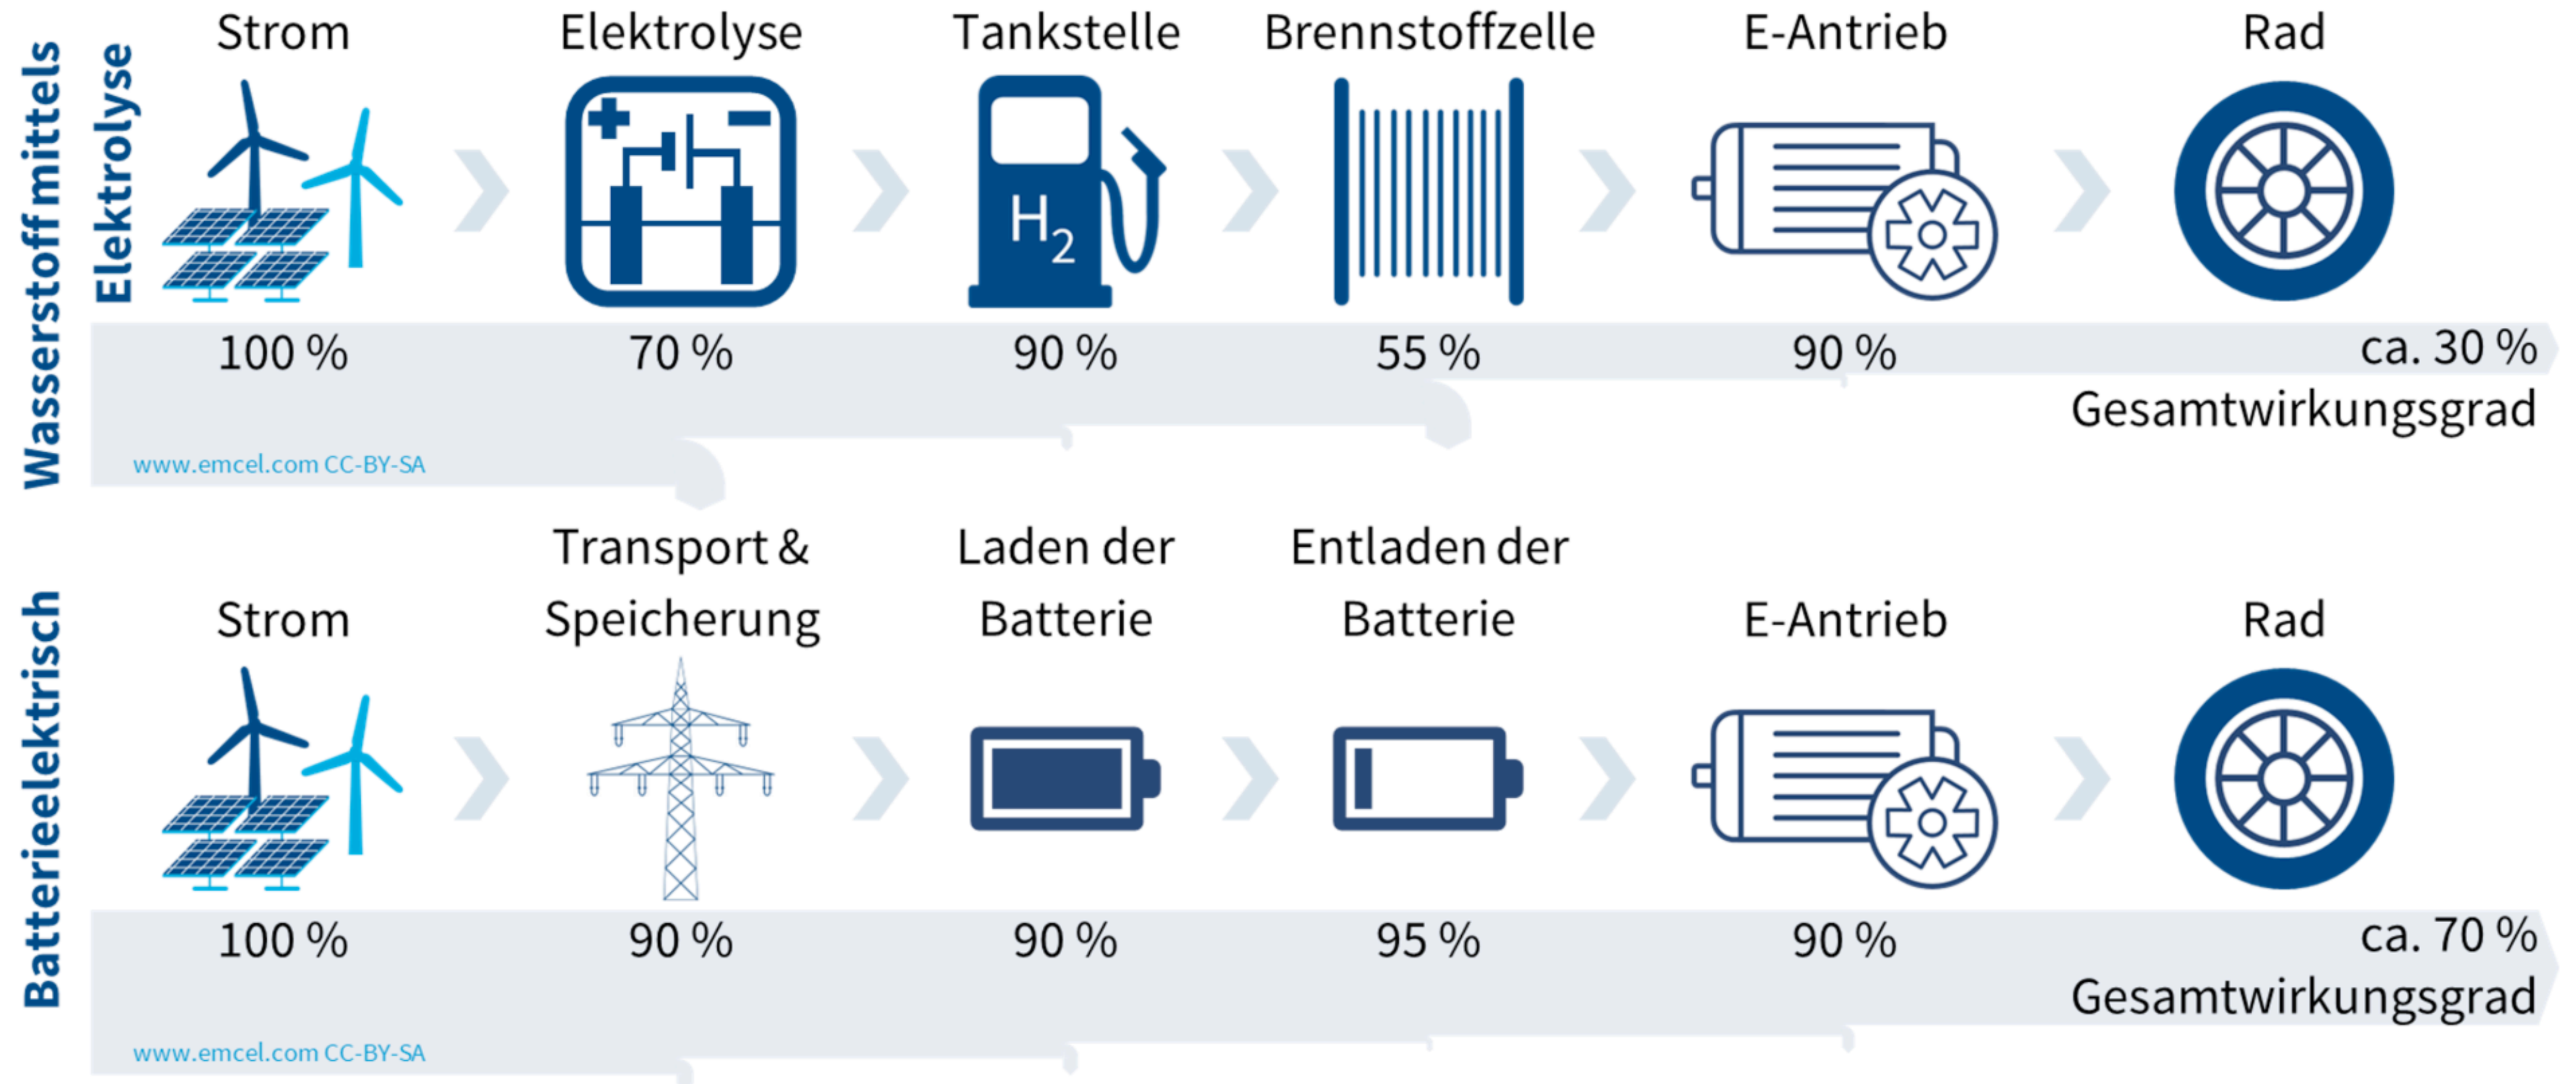 Wasserstoff mittels
Elektrolyse
Strom
Elektrolyse
Tankstelle
Brennstoffzelle
E-Antrieb
Rad
+
−
H2
100 %
70 %
90 %
55 %
90 %
ca. 30 %
Gesamtwirkungsgrad
www.emcel.com CC-BY-SA
Batterieelektrisch
Strom
Transport &
Speicherung
Laden der
Batterie
Entladen der
Batterie
E-Antrieb
Rad
100 %
90 %
90 %
95 %
90 %
ca. 70 %
Gesamtwirkungsgrad
www.emcel.com CC-BY-SA